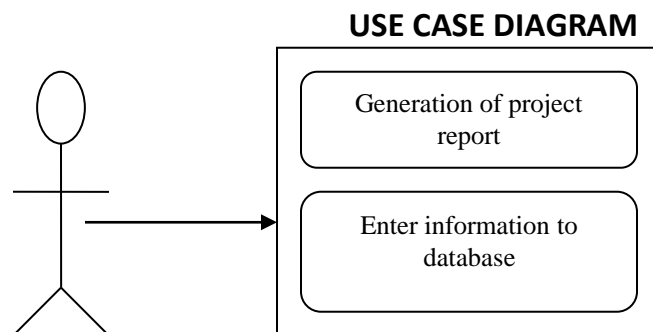 USE CASE DIAGRAM
Generation of project
report
Enter information to
database